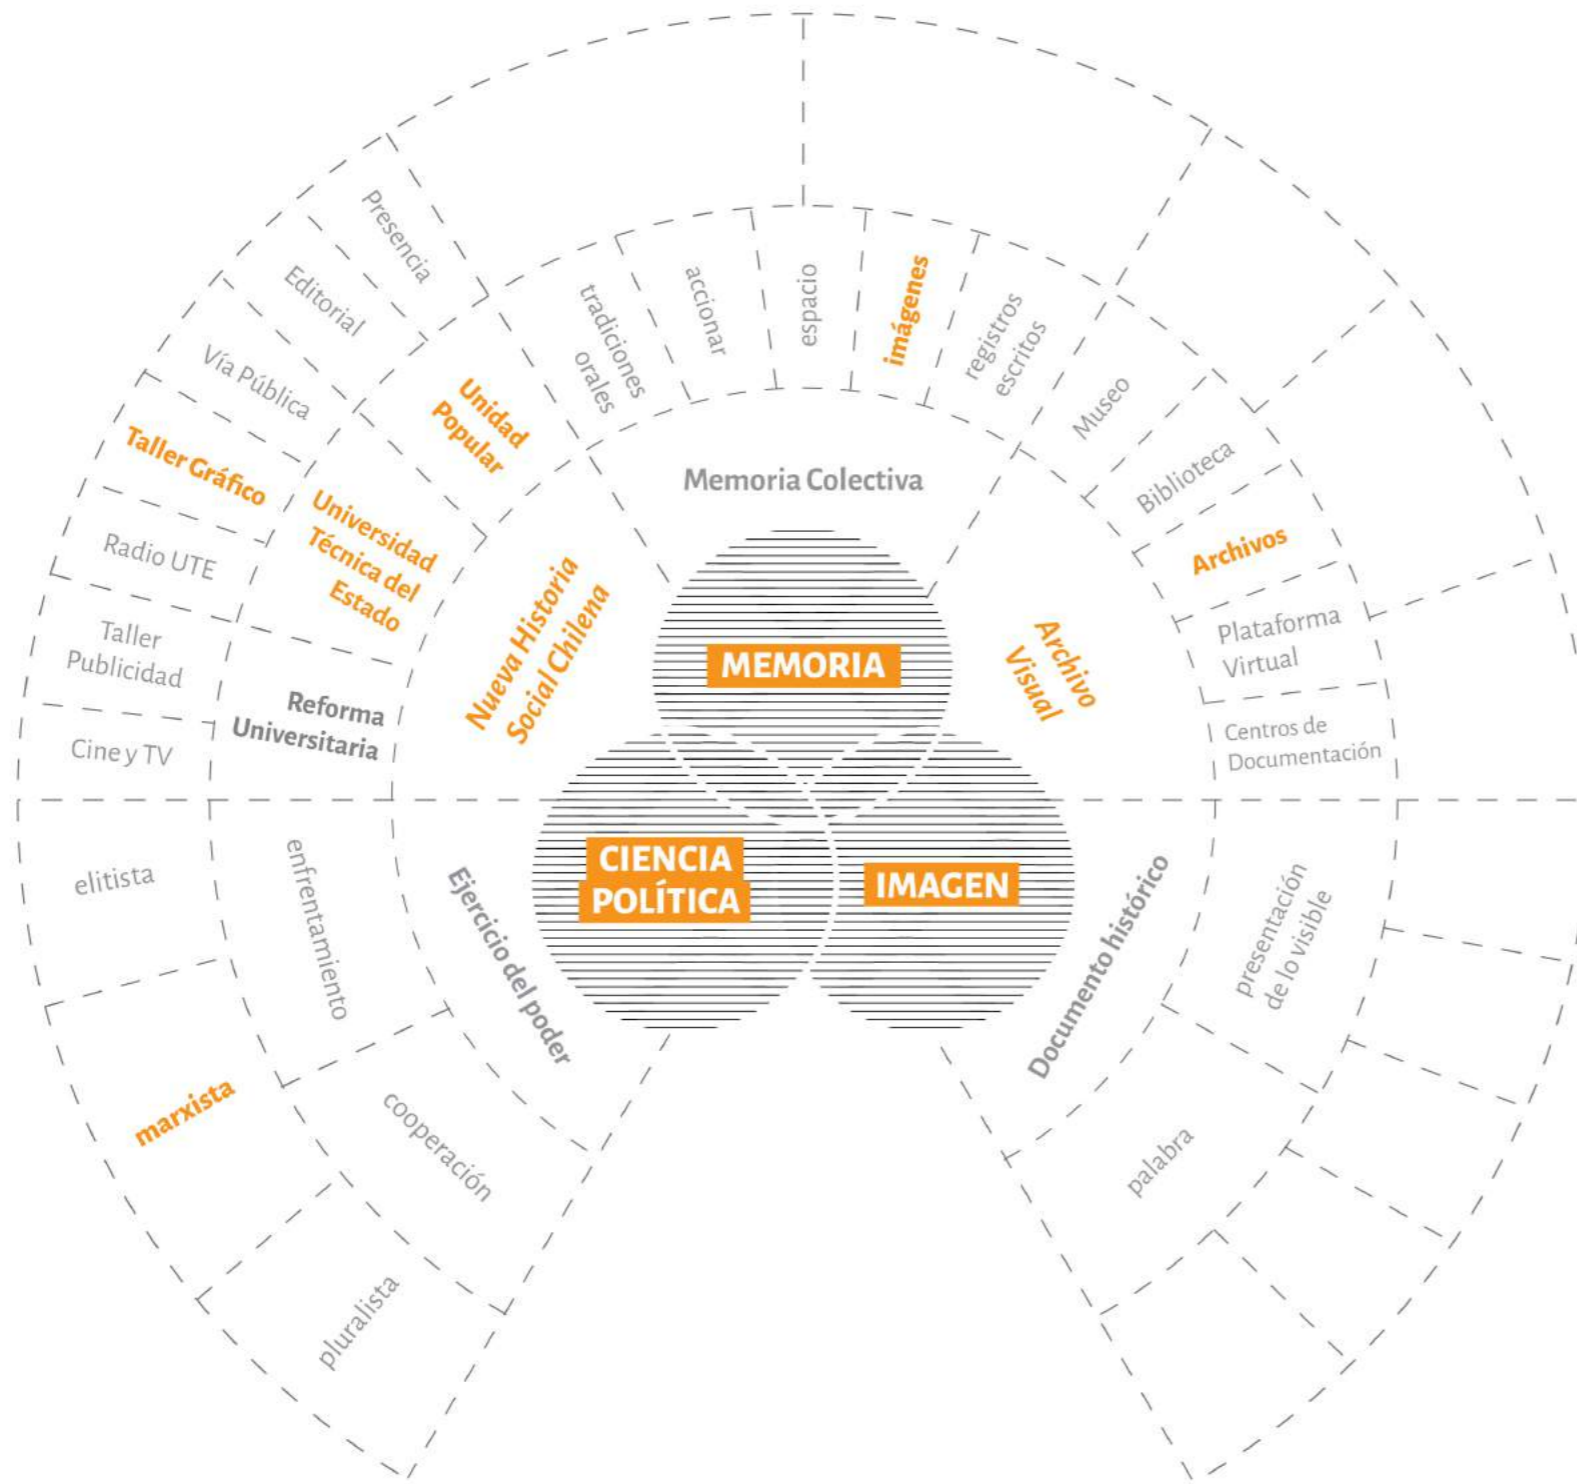 Presencia
Editorial
Vía Pública
Taller Gráfico
Radio UTE
Taller
Publicidad
Cine y TV
Unidad
Popular
Universidad
Técnica del
Estado
Reforma
Universitaria
Nueva Historia
Social Chilena
tradiciones
orales
accionar
espacio
imágenes
registros
escritos
Memoria Colectiva
Museo
Biblioteca
Archivos
Plataforma
Virtual
Centros de
Documentación
Archivo
Visual
MEMORIA
CIENCIA
POLÍTICA
IMAGEN
elitista
marxista
pluralista
enfrentamiento
cooperación
Ejercicio del poder
Documento histórico
presentación
de lo visible
palabra